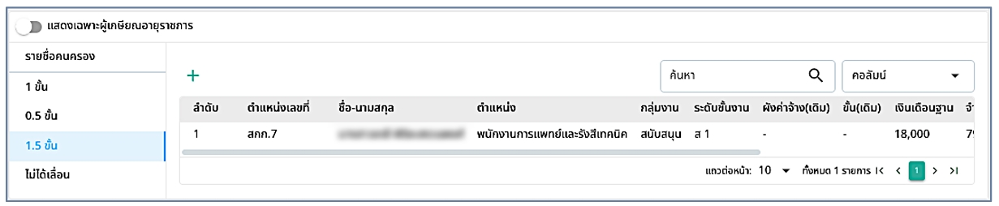 แสดงเฉพาะผู้เกษียณอายุราชการ
รายชื่อคนครอง
1 ขั้น
0.5 ขั้น
1.5 ขั้น
ไม่ได้เลื่อน
ค้นหา
คอลัมน์
ลำดับ ตำแหน่งเลขที่ ชื่อ-นามสกุล ตำแหน่ง กลุ่มงาน ระดับชั้นงาน ผังค่าจ้าง(เดิม) ขั้น(เดิม) เงินเดือนฐาน
1 สกก.7 พนักงานการแพทย์และรังสีเทคนิค สนับสนุน ส 1 - - 18,000
แถวต่อหน้า: 10 ทั้งหมด 1 รายการ 1